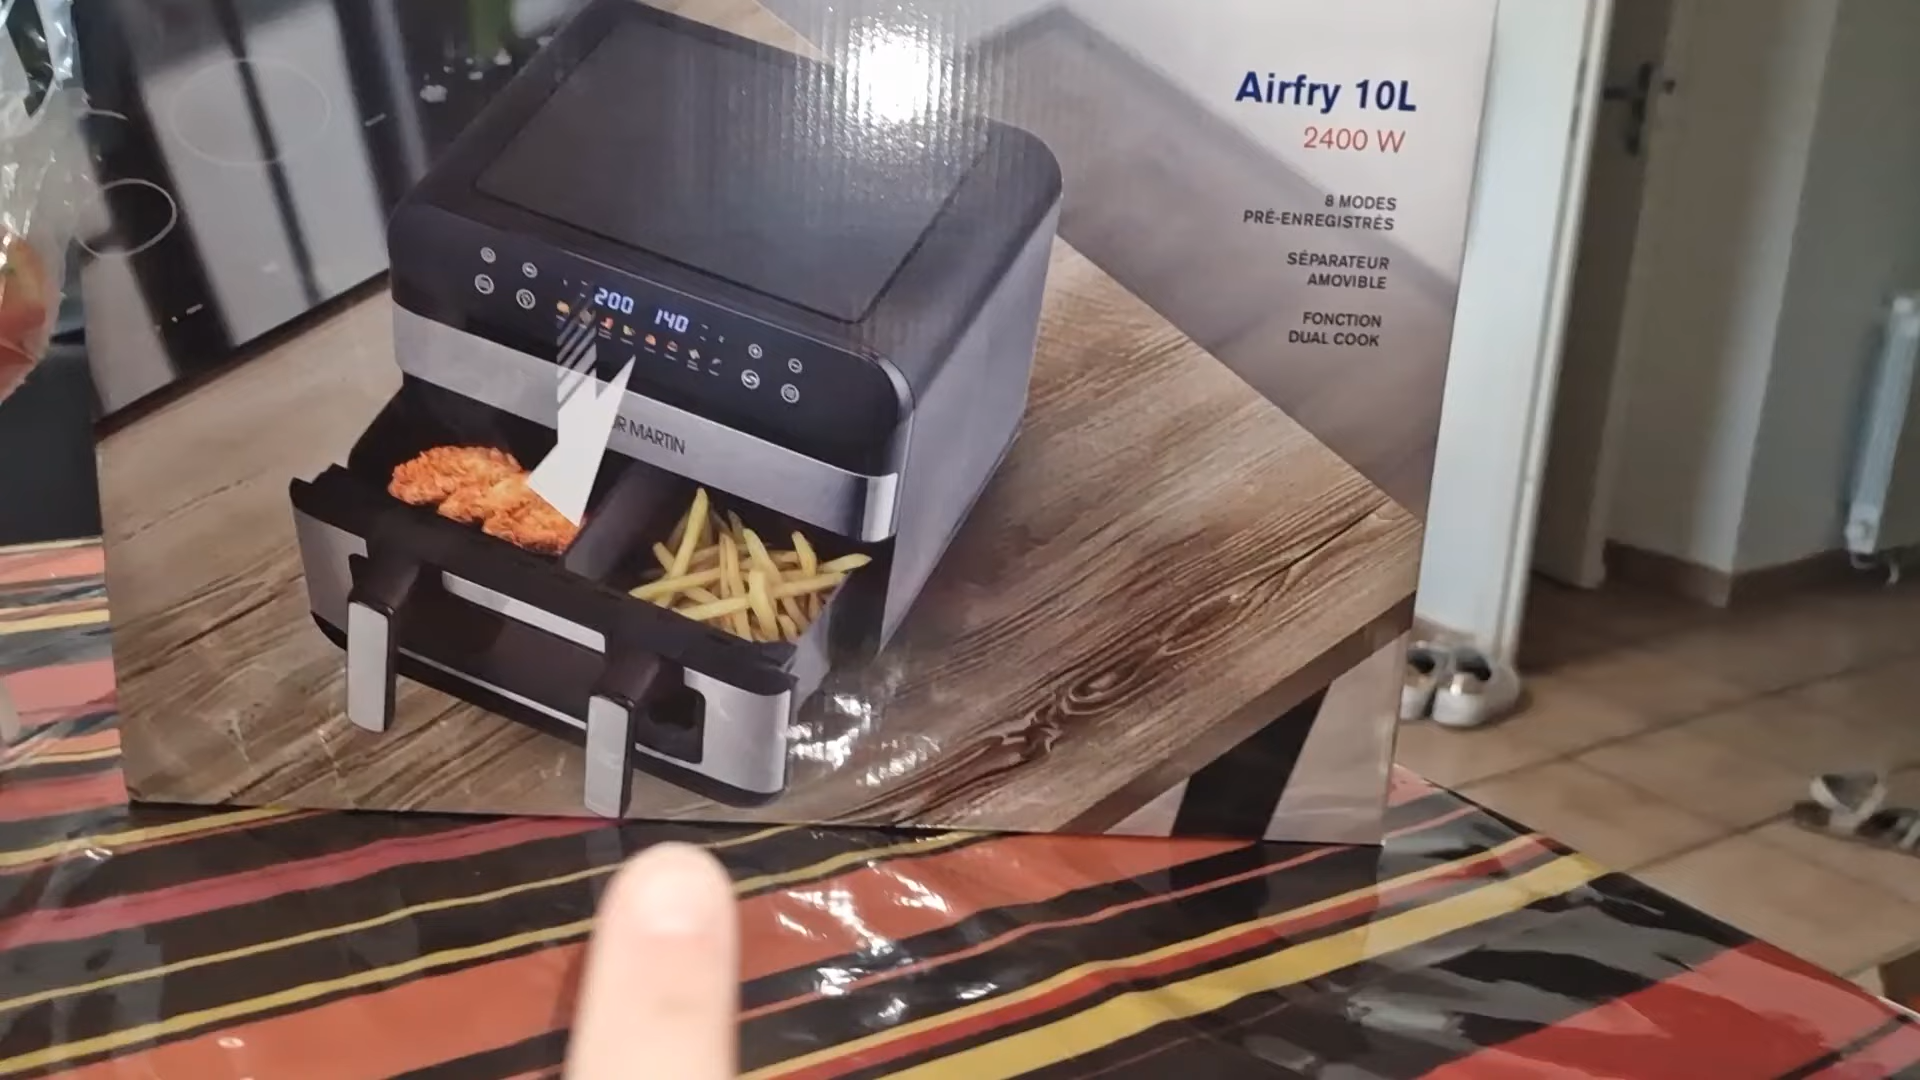 Airfry 10L
2400 W
8 MODES
PRÉ-ENREGISTRÉS
SÉPARATEUR
AMOVIBLE
FONCTION
DUAL COOK
200 140
MARTIN